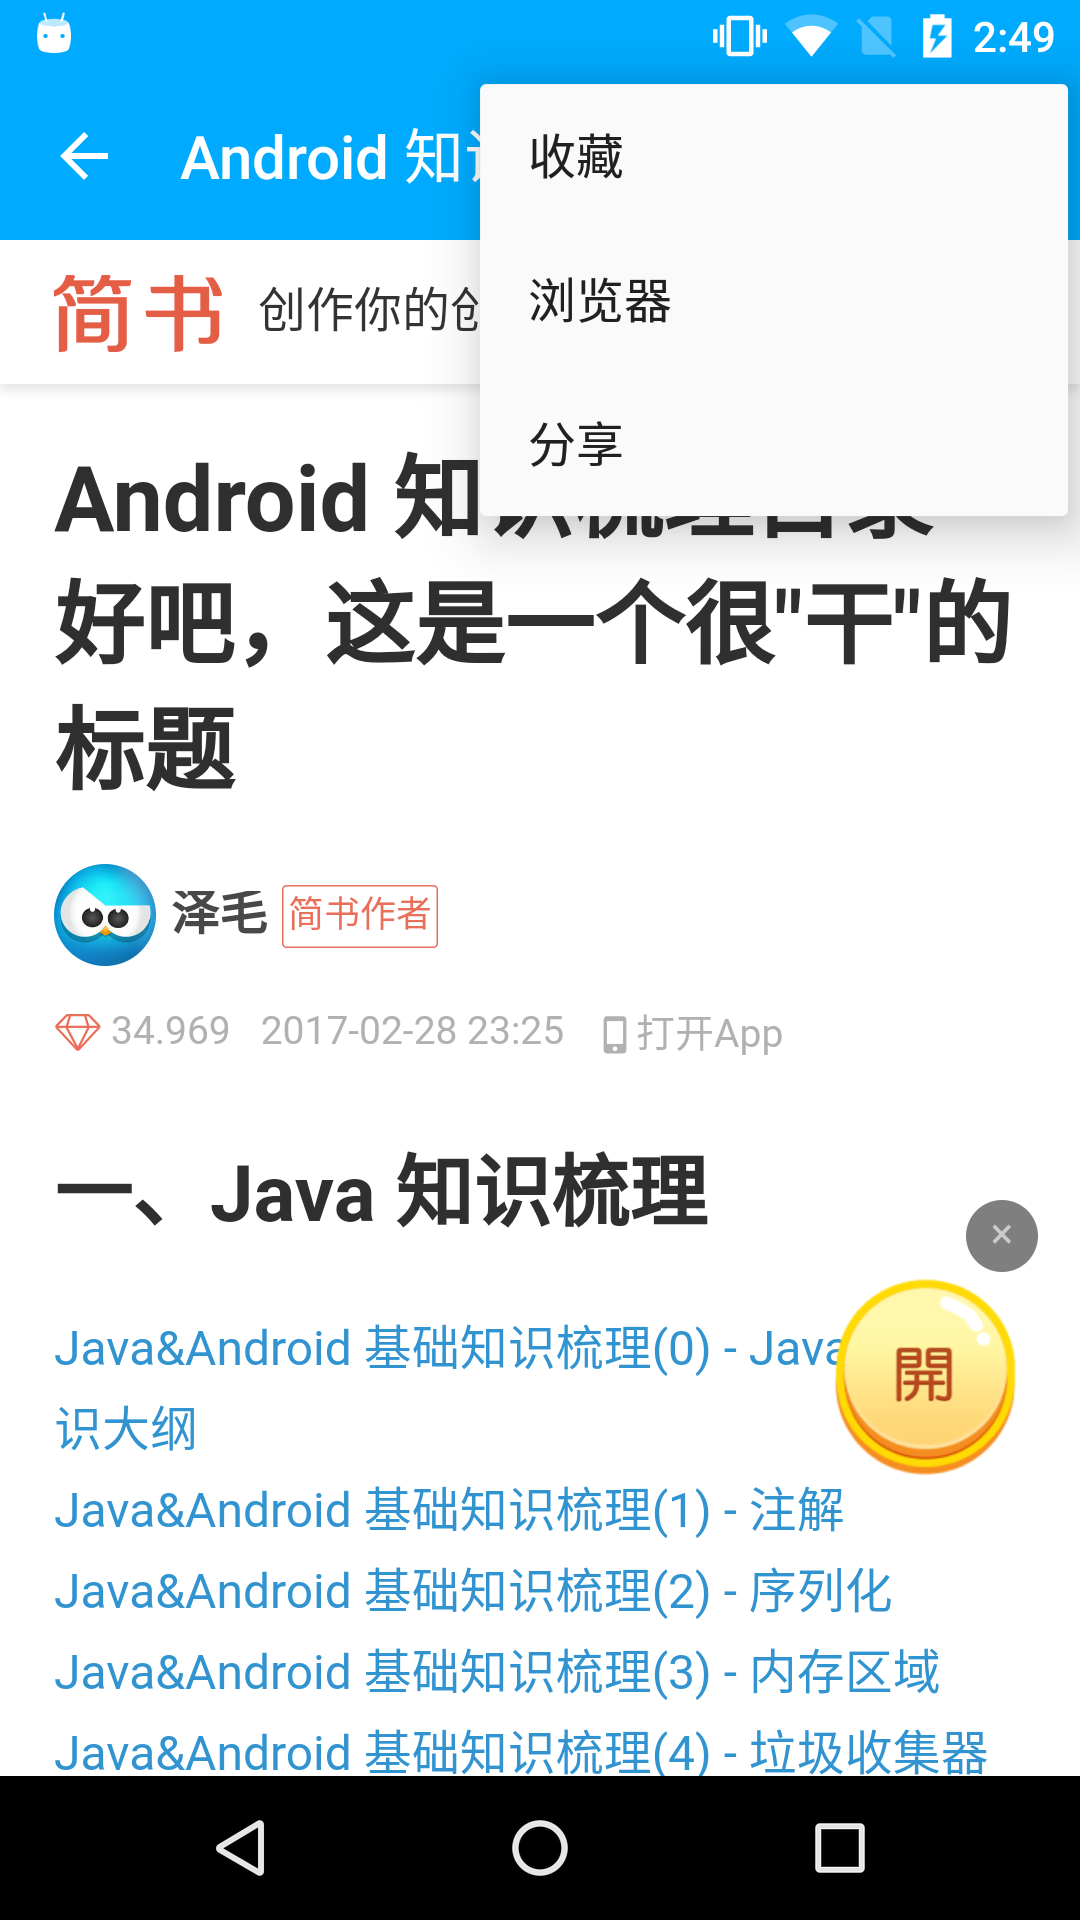 2:49
Android 知
收藏
浏览器
分享
简书
创作你的创
Android 知识梳理目录
好吧，这是一个很"干"的
标题
泽毛
简书作者
34.969 2017-02-28 23:25 打开App
一、Java 知识梳理
×
開
Java&Android 基础知识梳理(0) - Java
识大纲
Java&Android 基础知识梳理(1) - 注解
Java&Android 基础知识梳理(2) - 序列化
Java&Android 基础知识梳理(3) - 内存区域
Java&Android 基础知识梳理(4) - 垃圾收集器